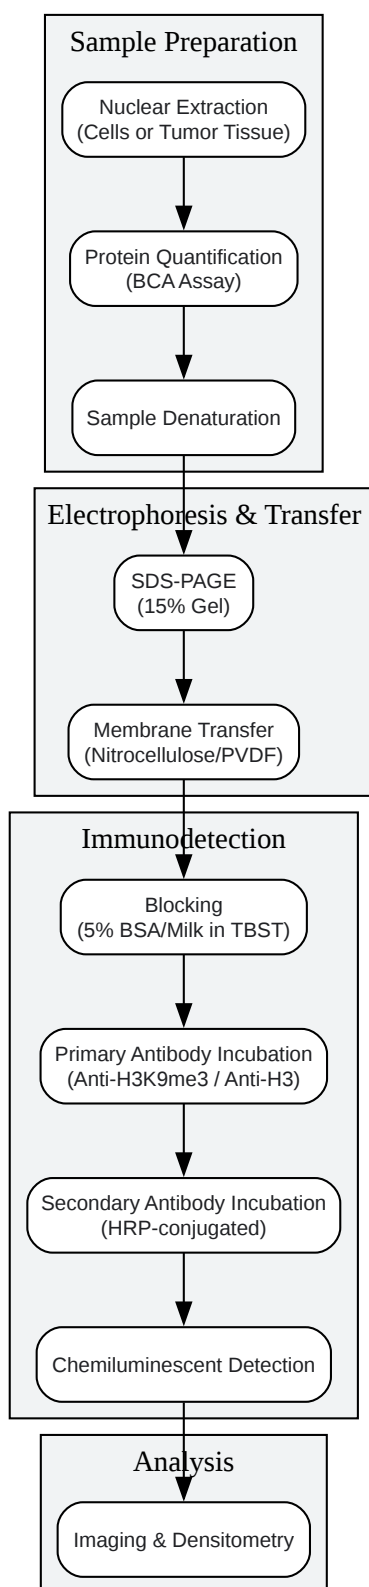 Sample Preparation
Nuclear Extraction
(Cells or Tumor Tissue)
Protein Quantification
(BCA Assay)
Sample Denaturation
Electrophoresis & Transfer
SDS-PAGE
(15% Gel)
Membrane Transfer
(Nitrocellulose/PVDF)
Immunodetection
Blocking
(5% BSA/Milk in TBST)
Primary Antibody Incubation
(Anti-H3K9me3 / Anti-H3)
Secondary Antibody Incubation
(HRP-conjugated)
Chemiluminescent Detection
Analysis
Imaging & Densitometry